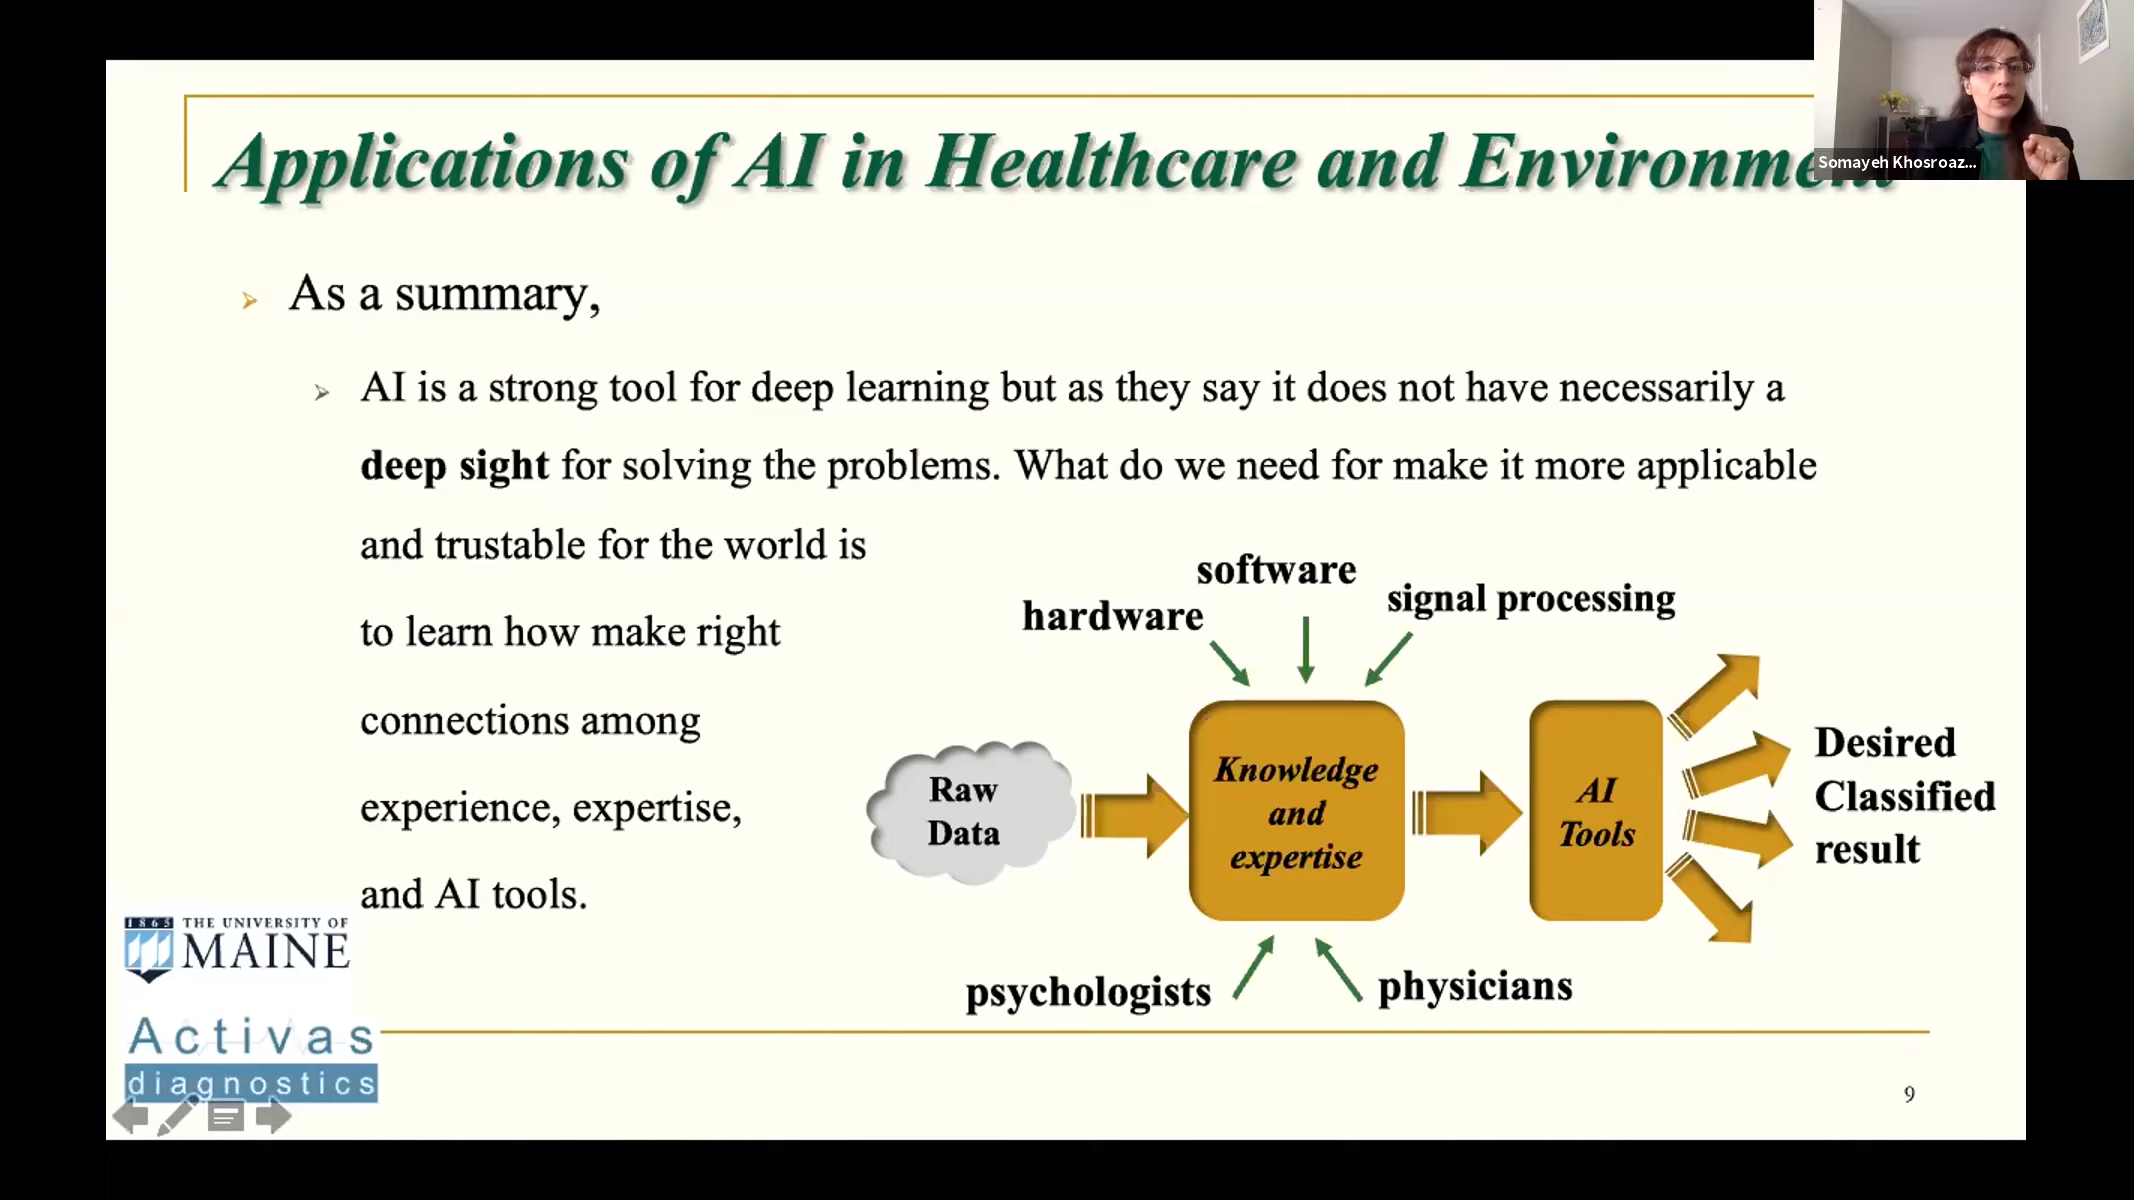 Applications of AI in Healthcare and Environment
Somayeh Khosroaz...
As a summary,
AI is a strong tool for deep learning but as they say it does not have necessarily a
deep sight for solving the problems. What do we need for make it more applicable
and trustable for the world is
to learn how make right
connections among
experience, expertise,
and AI tools.
software
hardware
signal processing
Raw
Data
Knowledge
and
expertise
AI
Tools
Desired
Classified
result
psychologists
physicians
1865 THE UNIVERSITY OF
MAINE
Activas
diagnostics
9